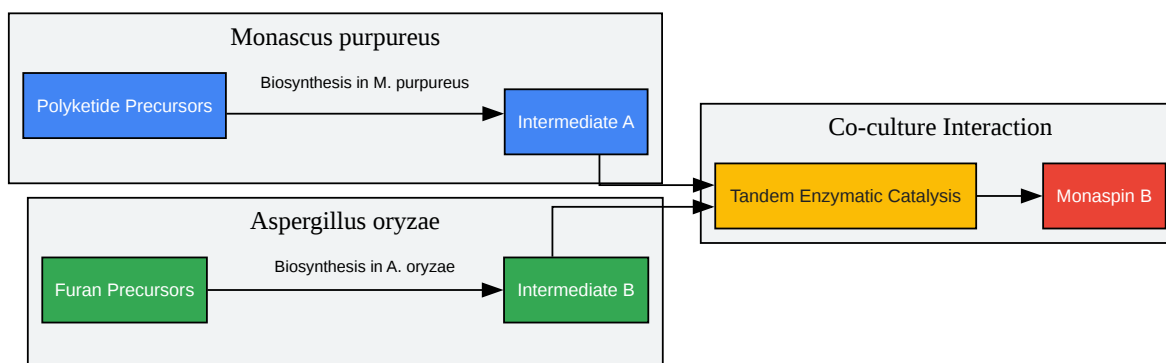 Monascus purpureus
Polyketide Precursors
Biosynthesis in M. purpureus
Intermediate A
Aspergillus oryzae
Furan Precursors
Biosynthesis in A. oryzae
Intermediate B
Co-culture Interaction
Tandem Enzymatic Catalysis
Monaspin B